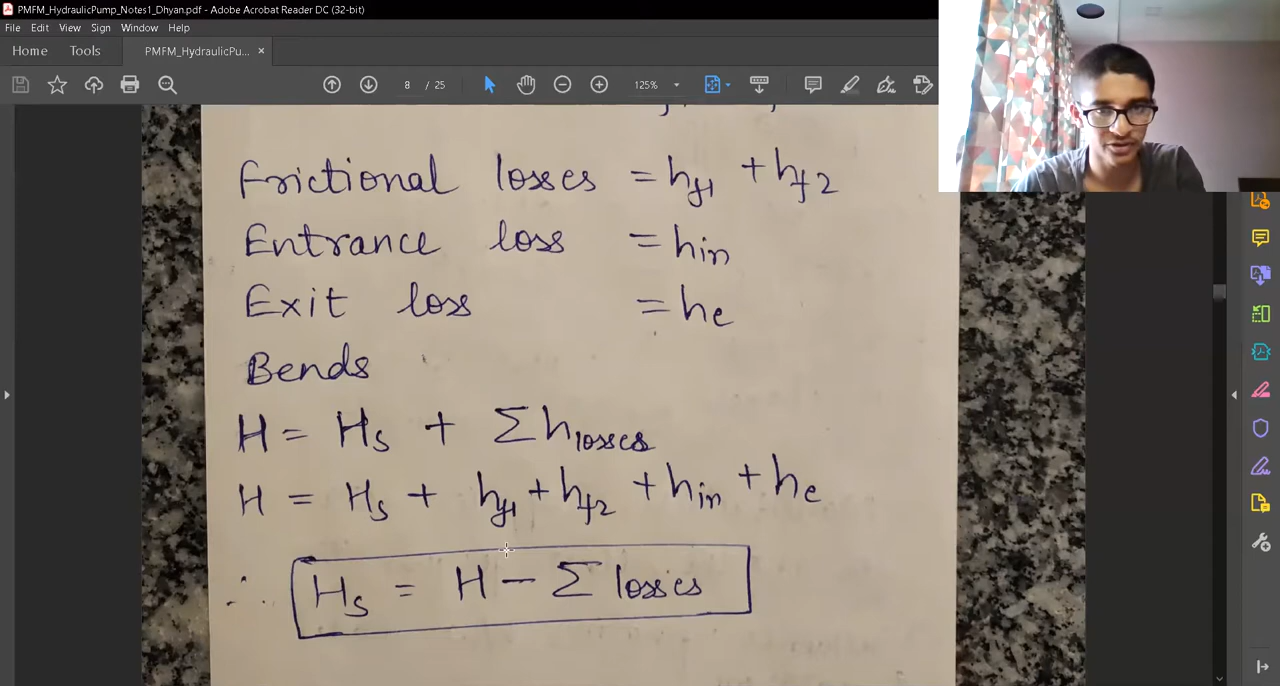 PMFM_HydraulicPump_Notes1_Dhyan.pdf - Adobe Acrobat Reader DC (32-bit)
File Edit View Sign Window Help
Home Tools PMFM_HydraulicPu... ×
8 / 25 125%
Frictional losses = hf1 + hf2
Entrance loss = hin
Exit loss = he
Bends
H = Hs + Σ hlosses
H = Hs + hf1 + hf2 + hin + he
∴ Hs = H - Σ losses